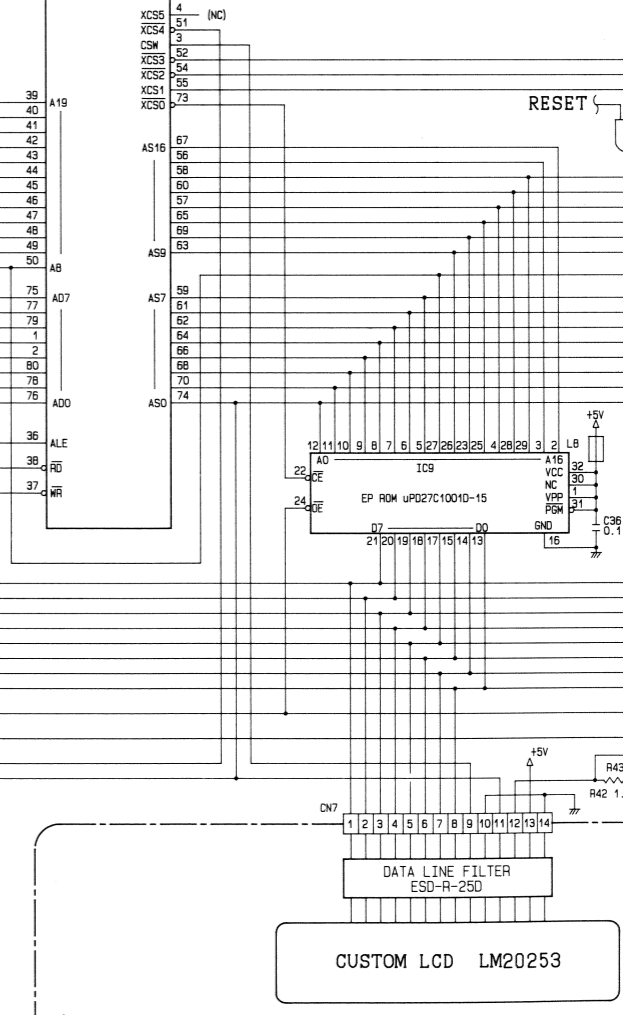 XCS5 4 (NC)
XCS4 51
CSW 3
XCS3 52
XCS2 54
XCS1 55
XCS0 73
RESET
39 A19
40
41
42
43
44
45
46
47
48
49
50 A8
AS16 67
56
58
60
57
65
69
AS9 63
75 AD7
77
79
1
2
80
78
76 AD0
AS7 59
61
62
64
66
68
70
AS0 74
36 ALE
38 RD
37 WR
+5V
12 11 10 9 8 7 6 5 27 26 23 25 4 28 29 3 2 L8
A0 A16
IC9
22 CE
VCC 32
NC 30
VPP 1
PGM 31
EP ROM uPD27C1001D-15
24 OE
D7 D0
GND
16
C36
0.1
21 20 19 18 17 15 14 13
+5V
R43
R42 1.
CN7
1 2 3 4 5 6 7 8 9 10 11 12 13 14
DATA LINE FILTER
ESD-R-25D
CUSTOM LCD LM20253